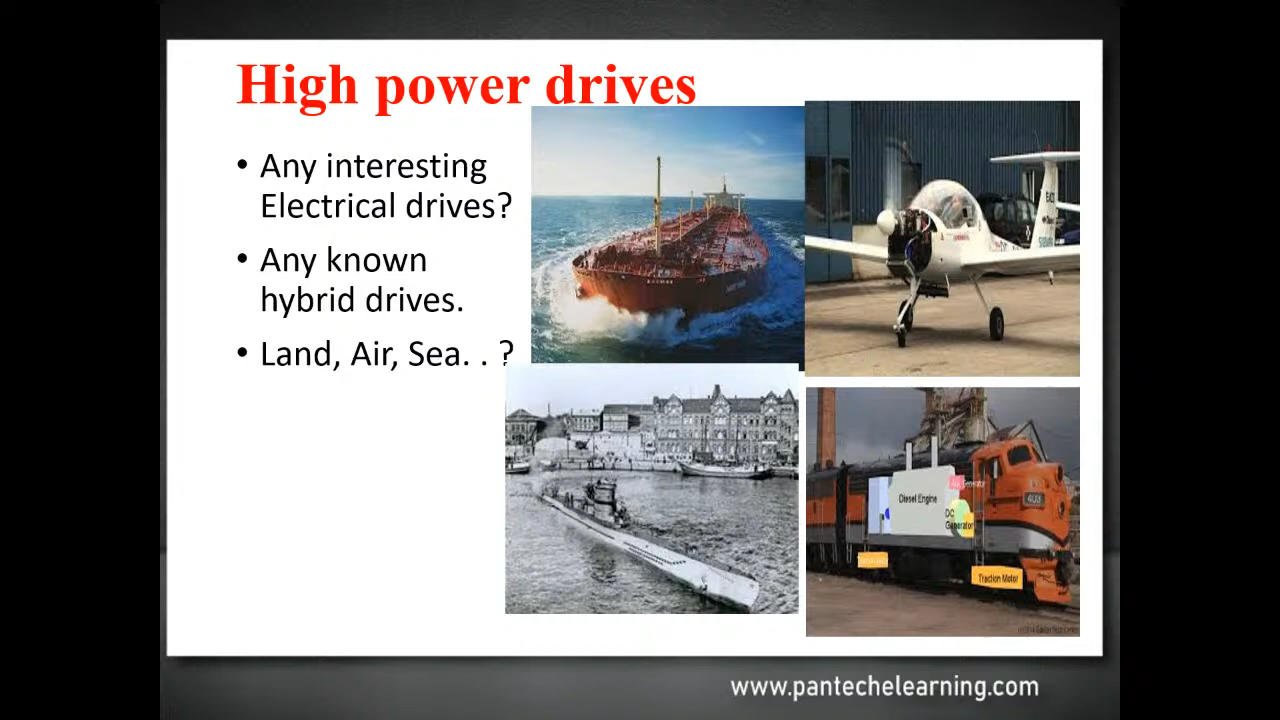 High power drives
• Any interesting
Electrical drives?
• Any known
hybrid drives.
• Land, Air, Sea. . ?
Diesel Engine
Generator
DC
Generator
403
Traction Motor
www.pantechelearning.com